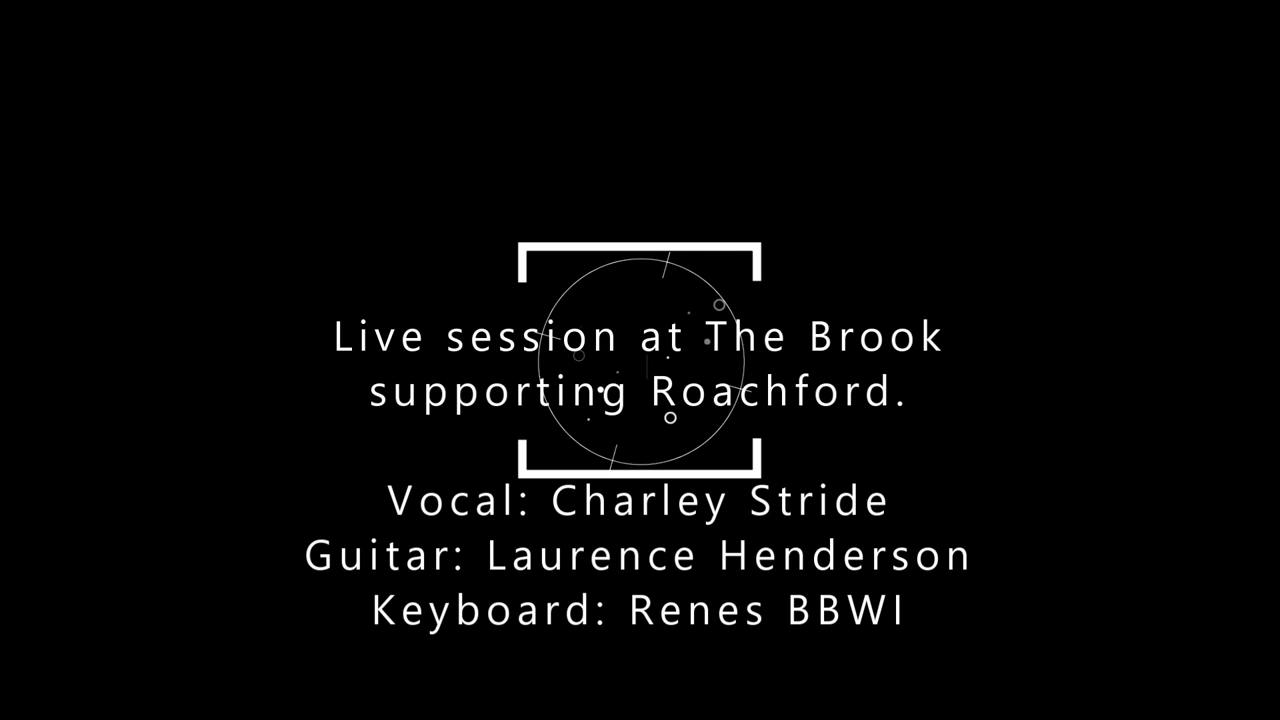 Live session at The Brook
supporting Roachford.
Vocal: Charley Stride
Guitar: Laurence Henderson
Keyboard: Renes BBWI